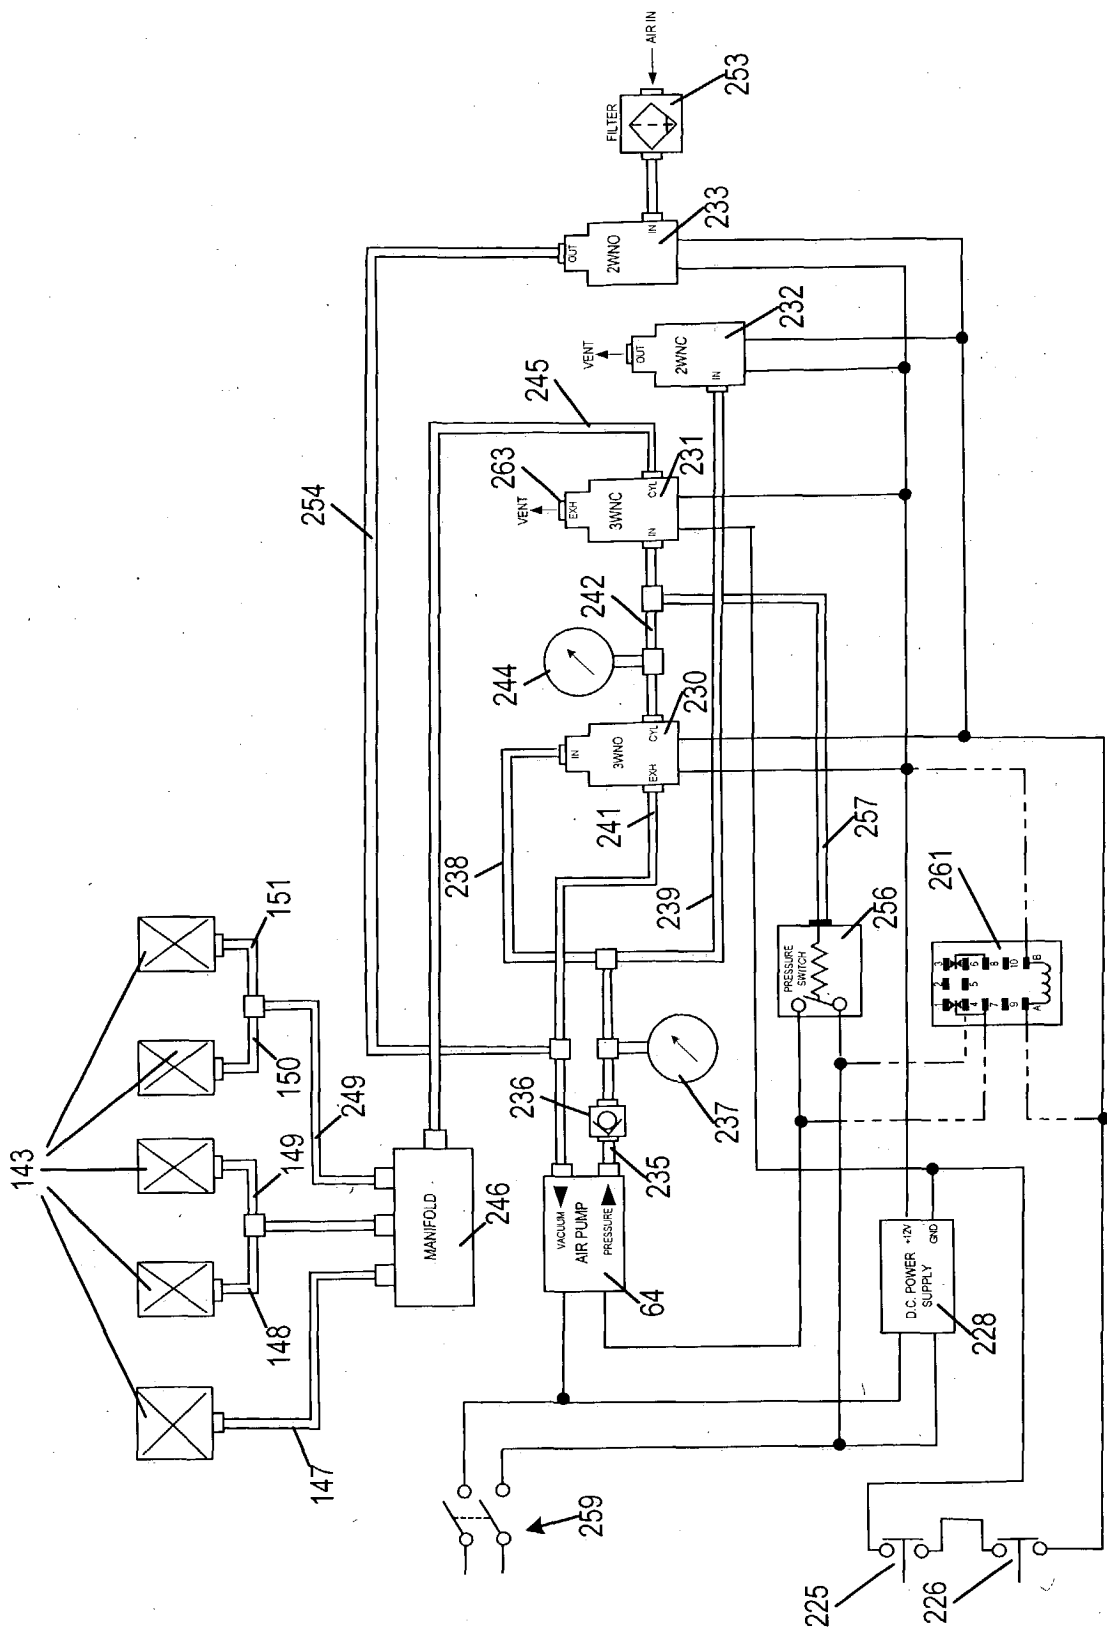 143
151
150
249
149
148
147
MANIFOLD
246
254
245
VENT
263
EXH
3WNC
IN
CYL
231
VENT
OUT
2WNC
IN
232
OUT
2WNO
IN
233
FILTER
AIR IN
253
244
242
IN
3WNO
EXH
CYL
230
238
241
239
236
237
235
VACUUM
AIR PUMP
PRESSURE
64
PRESSURE
SWITCH
256
257
261
1
2
3
4
5
6
7
8
9
10
A
B
D.C. POWER
SUPPLY
+12V
GND
228
259
225
226